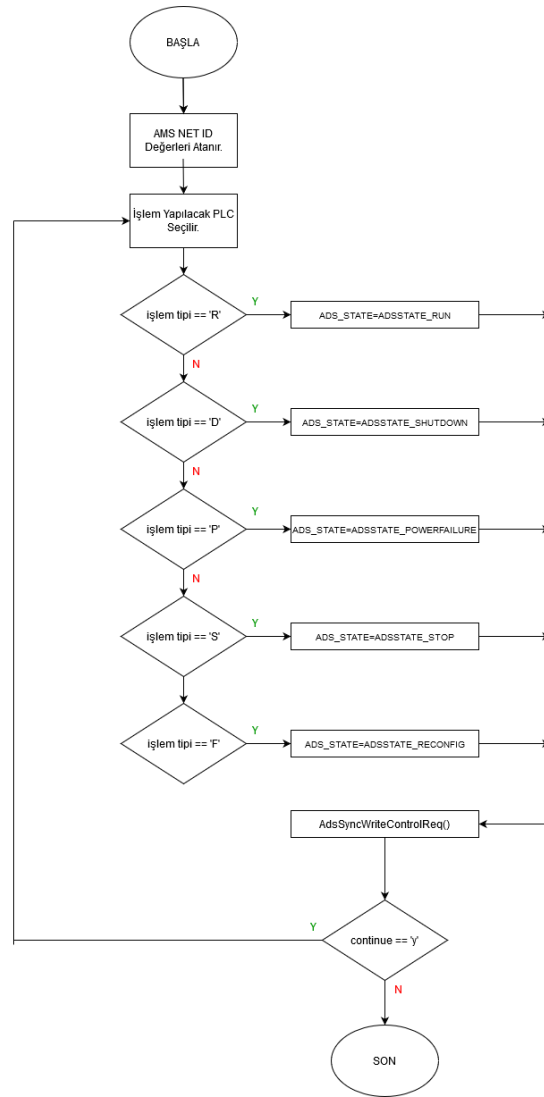 BAŞLA
AMS NET ID
Değerleri Atanır.
İşlem Yapılacak PLC
Seçilir.
işlem tipi == 'R'
Y
ADS_STATE=ADSSTATE_RUN
N
işlem tipi == 'D'
Y
ADS_STATE=ADSSTATE_SHUTDOWN
N
işlem tipi == 'P'
Y
ADS_STATE=ADSSTATE_POWERFAILURE
N
işlem tipi == 'S'
Y
ADS_STATE=ADSSTATE_STOP
işlem tipi == 'F'
Y
ADS_STATE=ADSSTATE_RECONFIG
AdsSyncWriteControlReq()
Y
continue == 'y'
N
SON